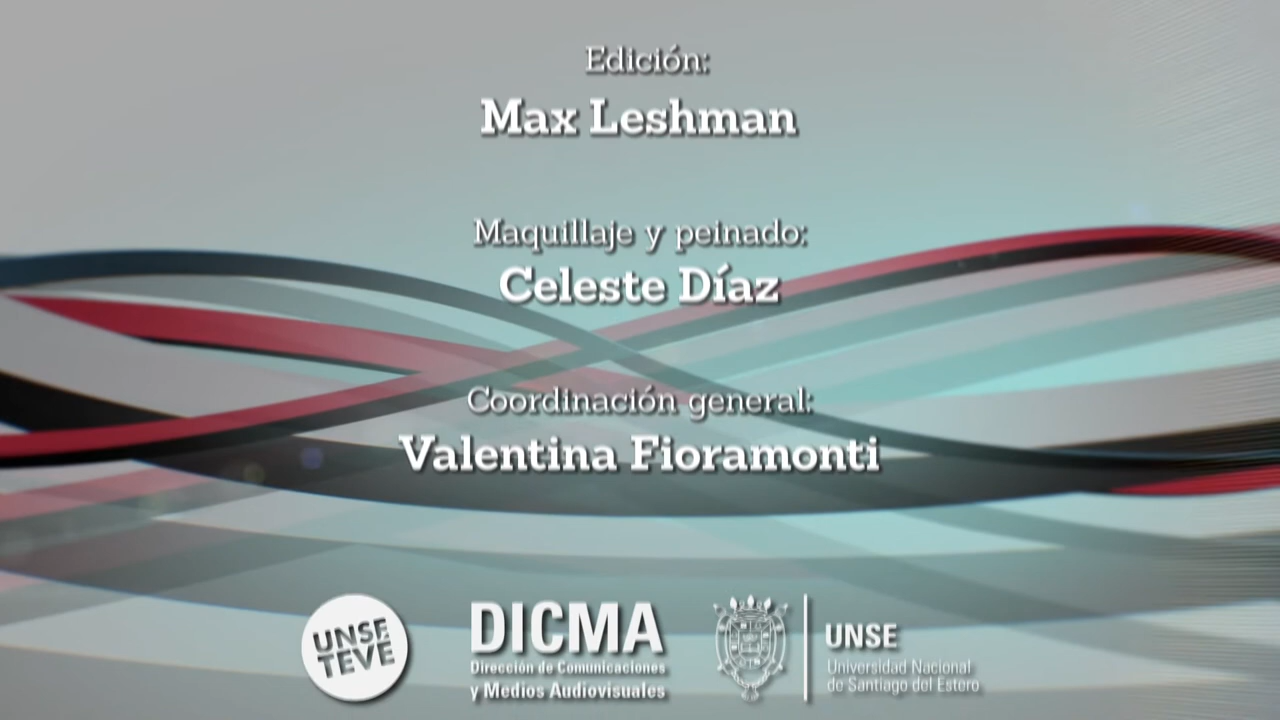 Edición:
Max Leshman
Maquillaje y peinado:
Celeste Díaz
Coordinación general:
Valentina Fioramonti
UNSE
TEVE
DICMA
Dirección de Comunicaciones
y Medios Audiovisuales
UNSE
Universidad Nacional
de Santiago del Estero